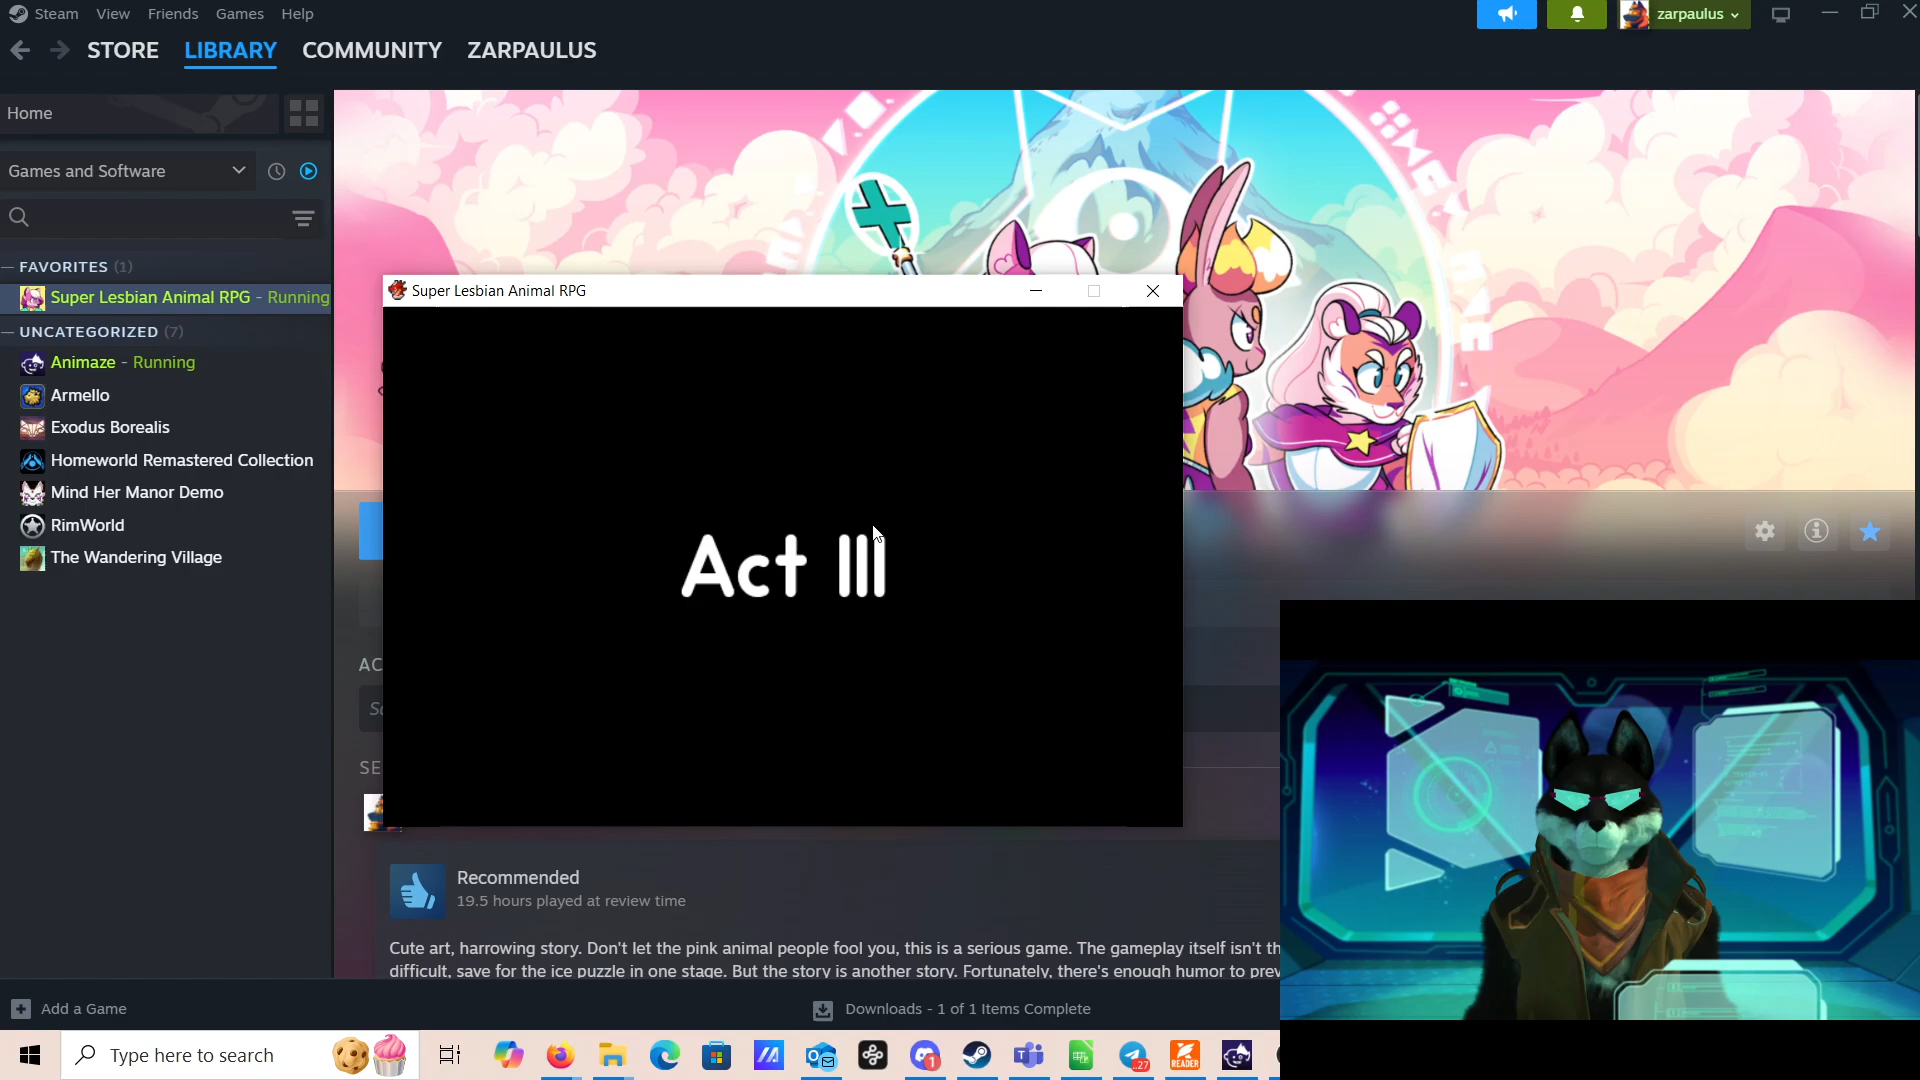 Steam View Friends Games Help
zarpaulus
STORE LIBRARY COMMUNITY ZARPAULUS
Home
Games and Software
FAVORITES (1)
Super Lesbian Animal RPG - Running
UNCATEGORIZED (7)
Animaze - Running
Armello
Exodus Borealis
Homeworld Remastered Collection
Mind Her Manor Demo
RimWorld
The Wandering Village
Super Lesbian Animal RPG
Act III
AC
SE
Recommended
19.5 hours played at review time
Cute art, harrowing story. Don't let the pink animal people fool you, this is a serious game. The gameplay itself isn't th
difficult, save for the ice puzzle in one stage. But the story is another story. Fortunately, there's enough humor to prev
Add a Game
Downloads - 1 of 1 Items Complete
Type here to search
1
27
READER